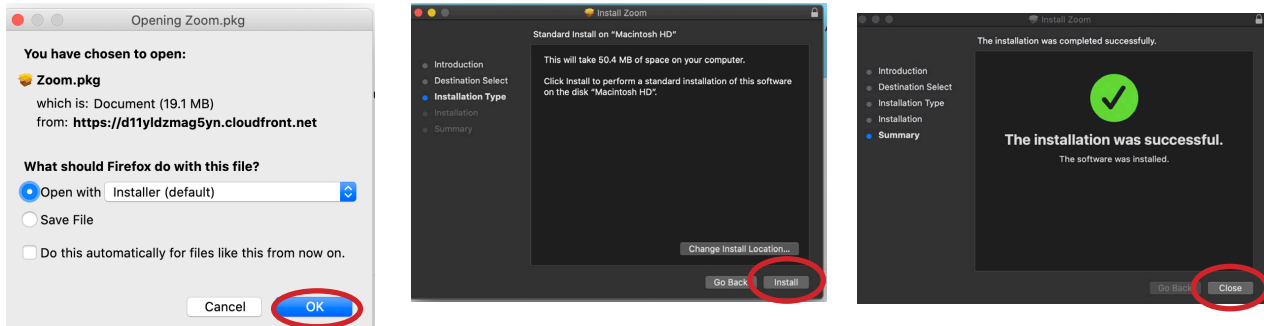 Opening Zoom.pkg
You have chosen to open:
Zoom.pkg
which is: Document (19.1 MB)
from: https://d11yldzmag5yn.cloudfront.net
What should Firefox do with this file?
Open with Installer (default)
Save File
Do this automatically for files like this from now on.
Cancel OK
Install Zoom
Standard Install on "Macintosh HD"
Introduction
Destination Select
Installation Type
Installation
Summary
This will take 50.4 MB of space on your computer.
Click Install to perform a standard installation of this software
on the disk "Macintosh HD".
Change Install Location...
Go Back Install
Install Zoom
The installation was completed successfully.
Introduction
Destination Select
Installation Type
Installation
Summary
The installation was successful.
The software was installed.
Go Back Close